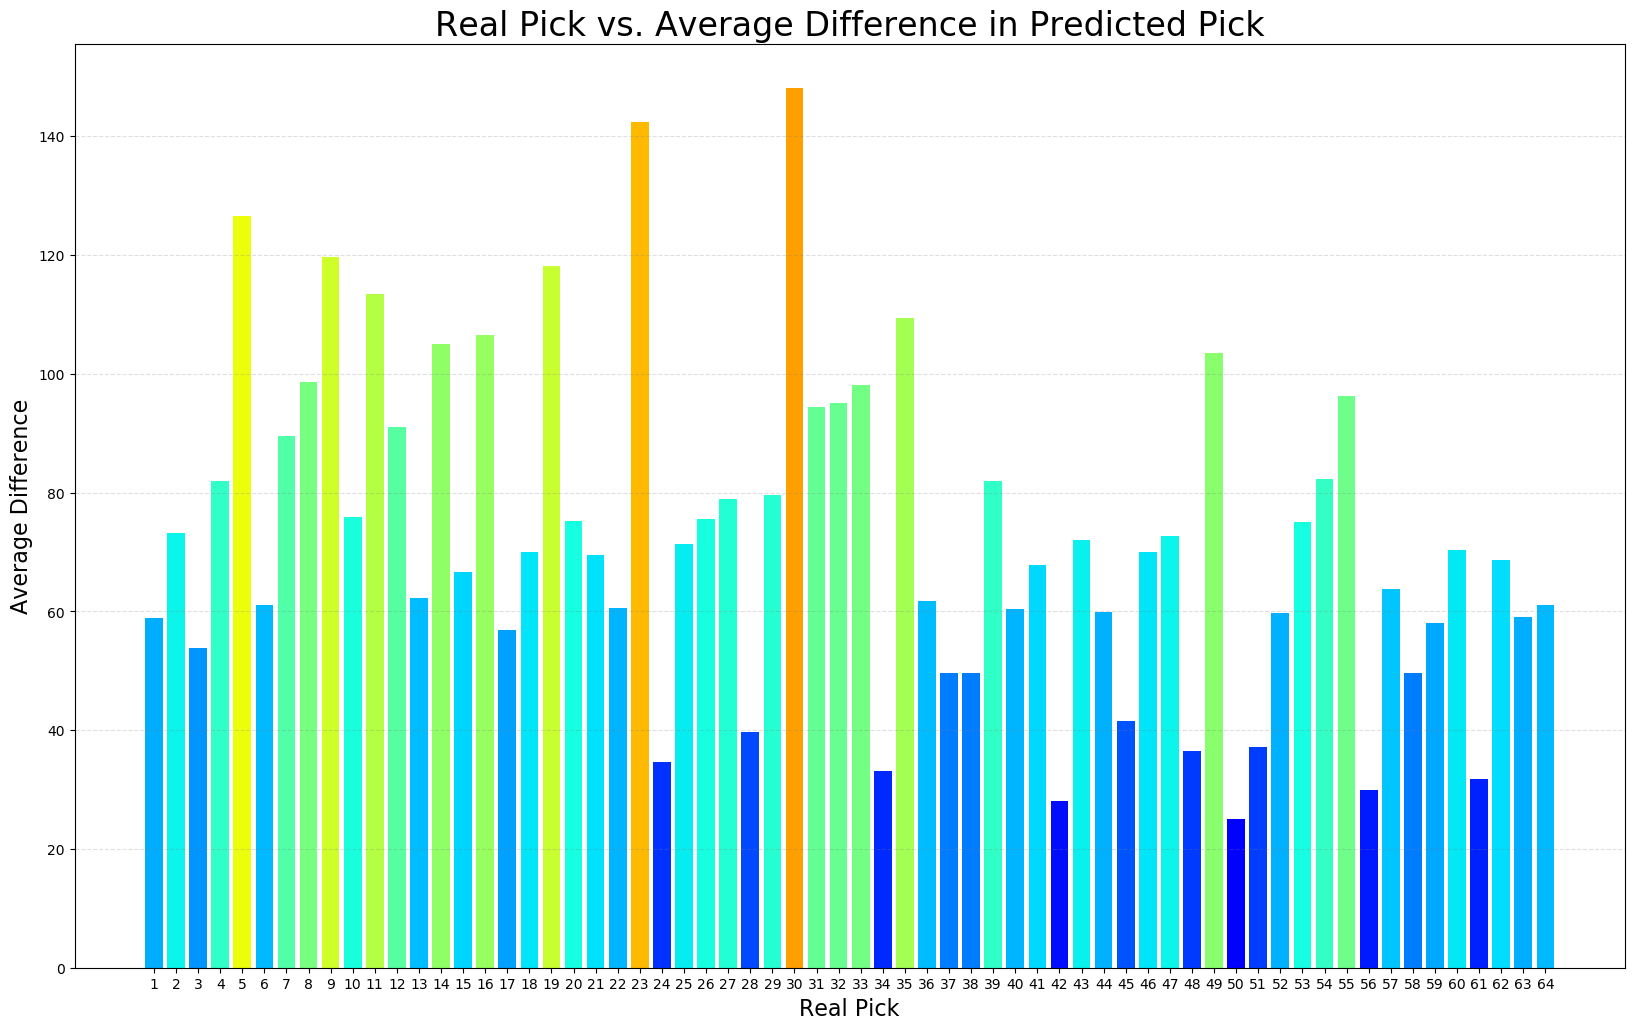 Real Pick vs. Average Difference in Predicted Pick
140
120
100
80
60
40
20
0
Average Difference
1 2 3 4 5 6 7 8 9 10 11 12 13 14 15 16 17 18 19 20 21 22 23 24 25 26 27 28 29 30 31 32 33 34 35 36 37 38 39 40 41 42 43 44 45 46 47 48 49 50 51 52 53 54 55 56 57 58 59 60 61 62 63 64
Real Pick